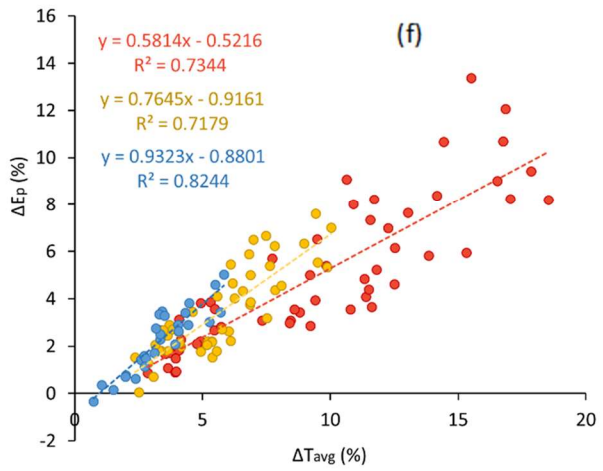 (f)
y = 0.5814x - 0.5216
R² = 0.7344
y = 0.7645x - 0.9161
R² = 0.7179
y = 0.9323x - 0.8801
R² = 0.8244
16
14
12
10
8
6
4
2
0
-2
ΔEp (%)
0 5 10 15 20
ΔTavg (%)